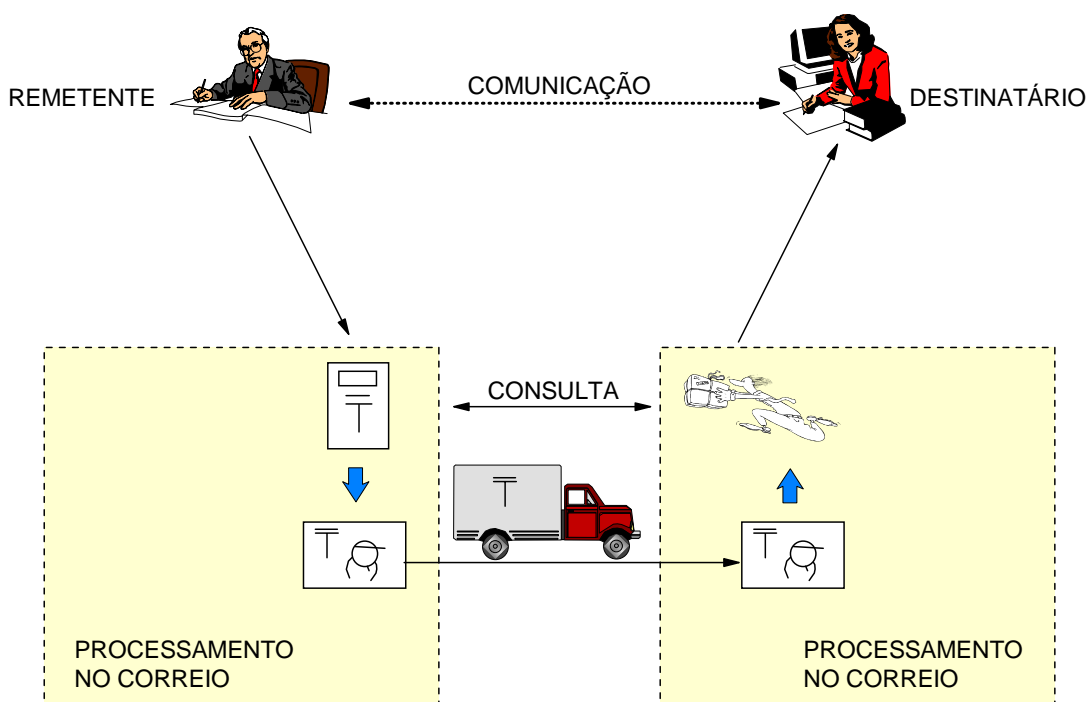 COMUNICAÇÃO
REMETENTE
DESTINATÁRIO
CONSULTA
PROCESSAMENTO
NO CORREIO
PROCESSAMENTO
NO CORREIO